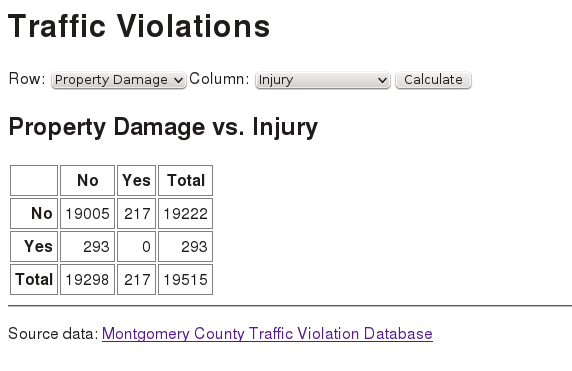 Traffic Violations
Row: Property Damage Column: Injury Calculate
Property Damage vs. Injury
No Yes Total
No 19005 217 19222
Yes 293 0 293
Total 19298 217 19515
Source data: Montgomery County Traffic Violation Database